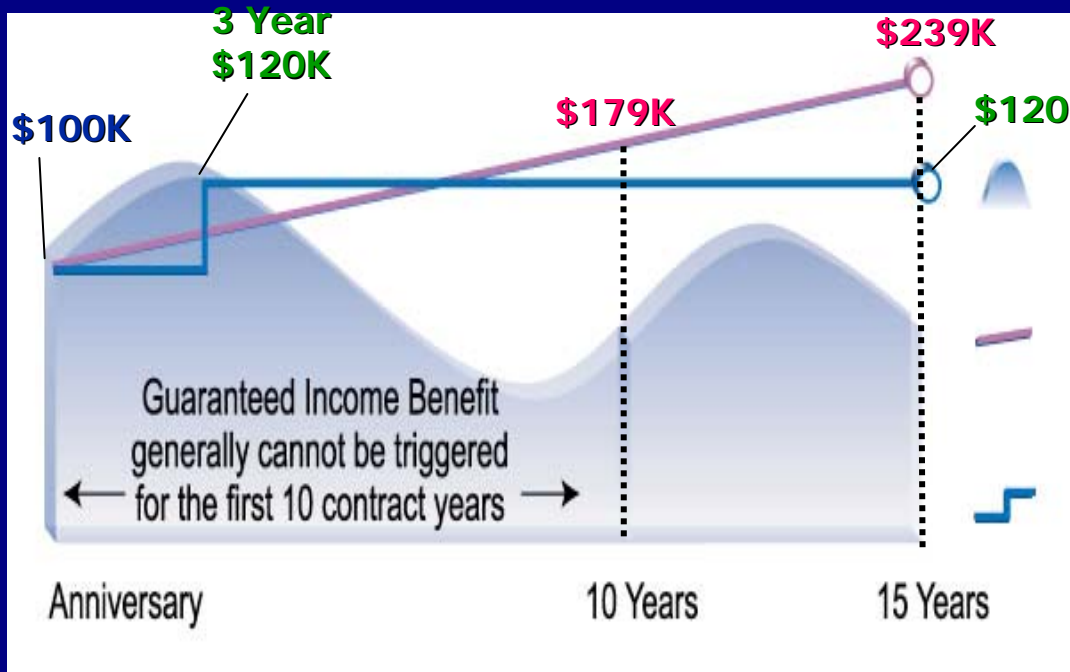 3 Year
$120K
$239K
$179K
$120
$100K
Guaranteed Income Benefit
generally cannot be triggered
for the first 10 contract years
Anniversary
10 Years
15 Years